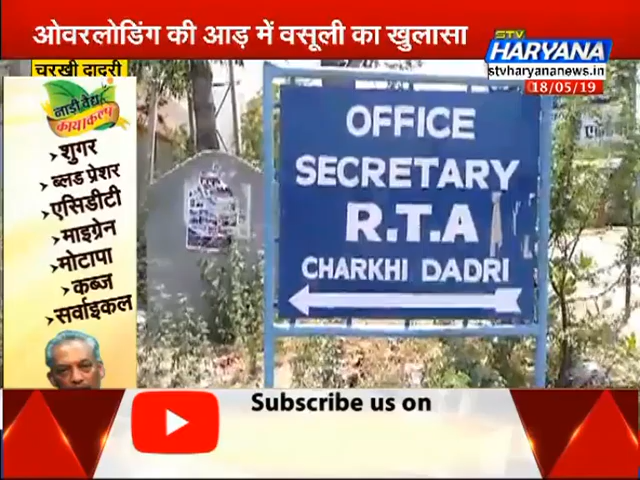 ओवरलोडिंग की आड़ में वसूली का खुलासा
STV
HARYANA
stvharyananews.in
18/05/19
चरखी दादरी
नाड़ी वैद्य
कायाकल्प
शुगर
ब्लड प्रेशर
एसिडीटी
माइग्रेन
मोटापा
कब्ज
सर्वाइकल
OFFICE
SECRETARY
R.T.A
CHARKHI DADRI
Subscribe us on